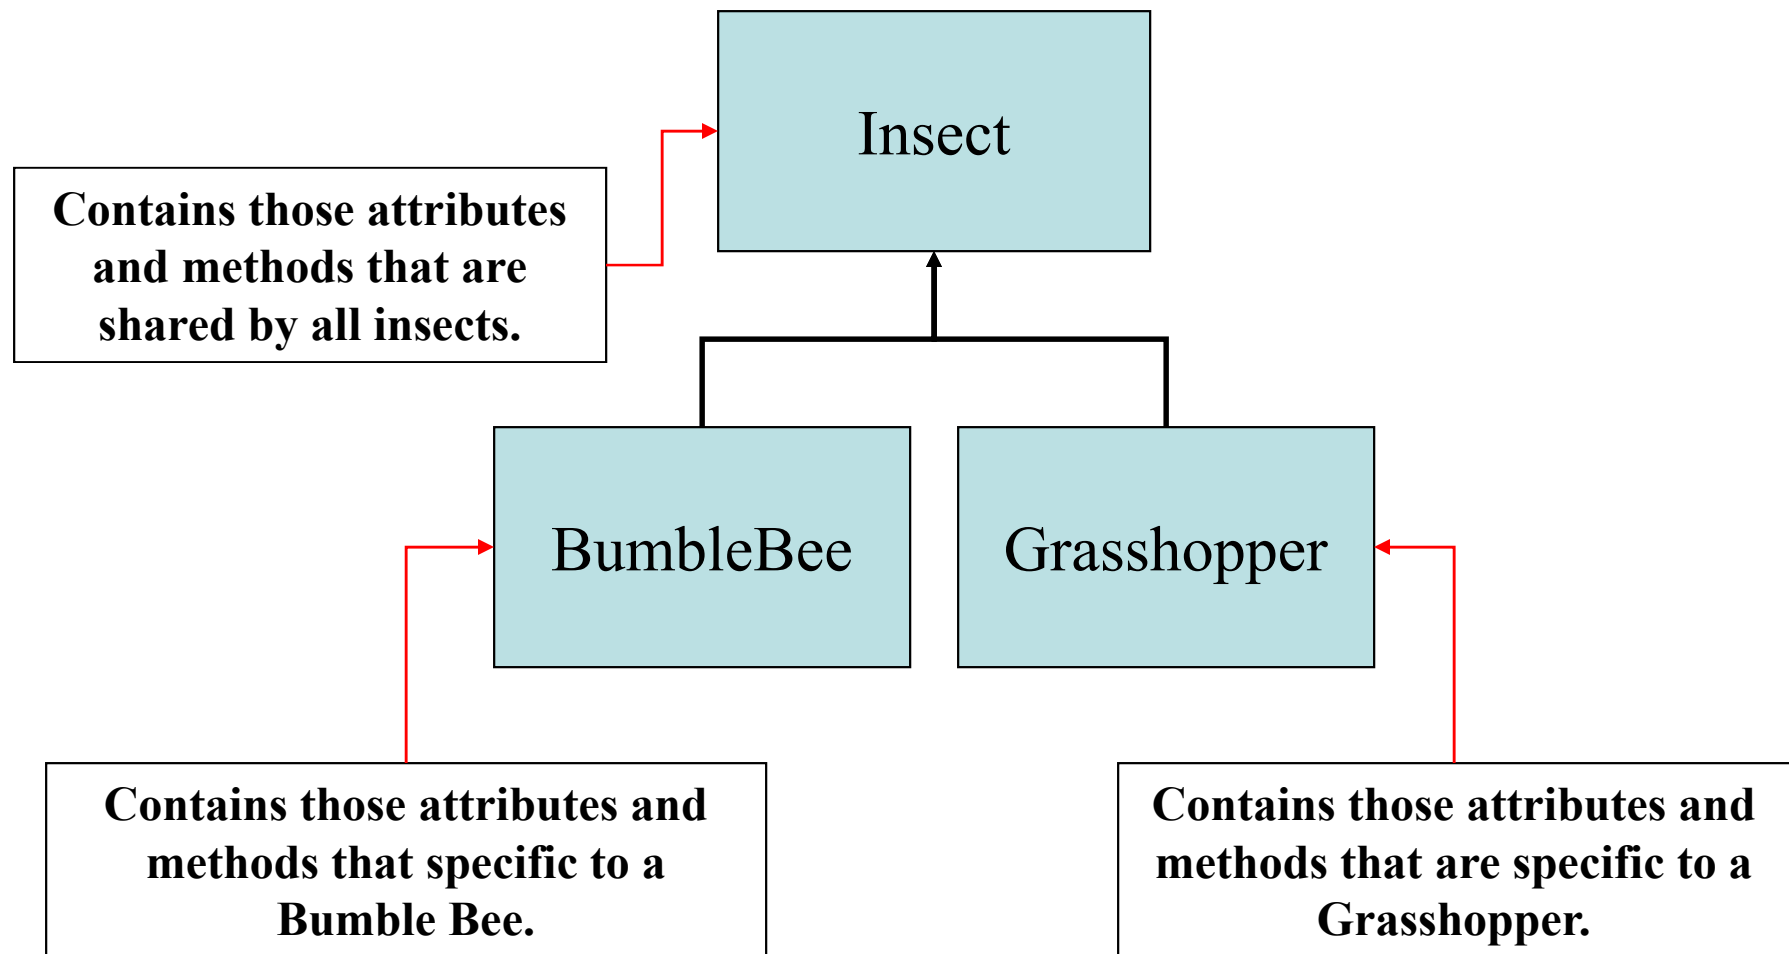 Insect
Contains those attributes
and methods that are
shared by all insects.
BumbleBee
Grasshopper
Contains those attributes and
methods that specific to a
Bumble Bee.
Contains those attributes and
methods that are specific to a
Grasshopper.